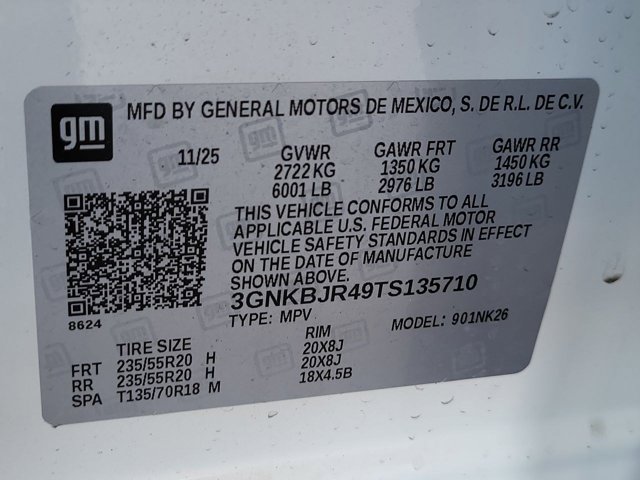 gm
MFD BY GENERAL MOTORS DE MEXICO, S. DE R.L. DE C.V.
11/25 GVWR GAWR FRT GAWR RR
2722 KG 1350 KG 1450 KG
6001 LB 2976 LB 3196 LB
THIS VEHICLE CONFORMS TO ALL
APPLICABLE U.S. FEDERAL MOTOR
VEHICLE SAFETY STANDARDS IN EFFECT
ON THE DATE OF MANUFACTURE
SHOWN ABOVE.
8624
3GNKBJR49TS135710
TYPE: MPV MODEL: 901NK26
TIRE SIZE RIM
FRT 235/55R20 H 20X8J
RR 235/55R20 H 20X8J
SPA T135/70R18 M 18X4.5B